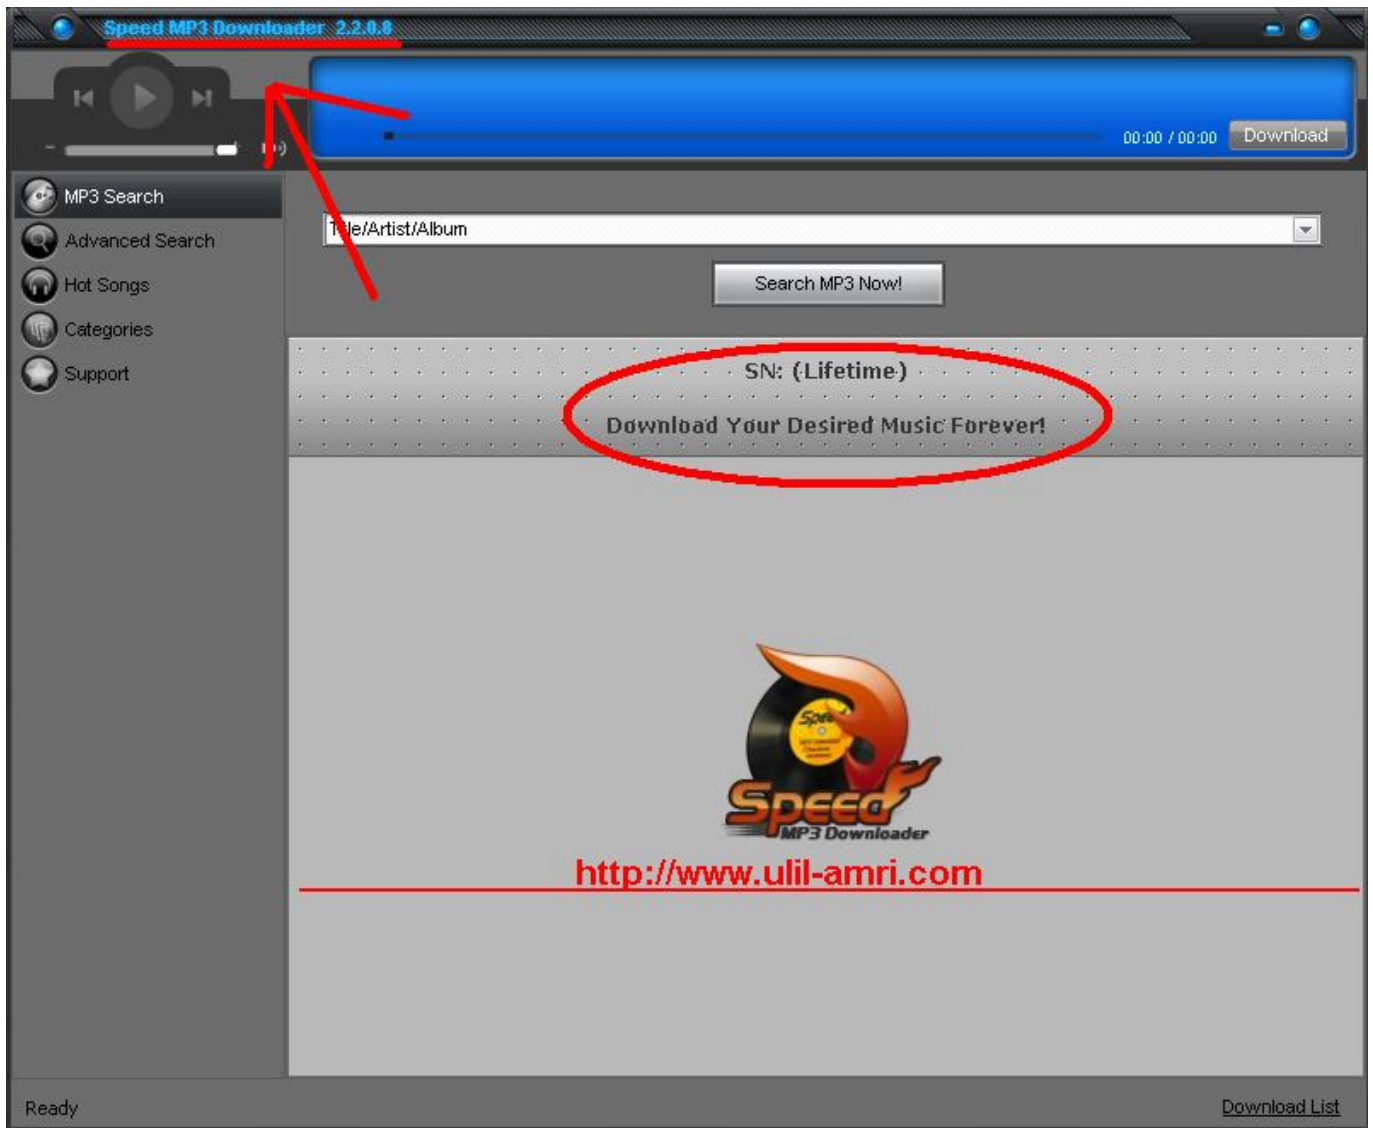 Speed MP3 Downloader 2.2.0.8
00:00 / 00:00 Download
MP3 Search
Advanced Search
Hot Songs
Categories
Support
Title/Artist/Album
Search MP3 Now!
SN: (Lifetime)
Download Your Desired Music Forever!
Speed
Speed
MP3 Downloader
http://www.ulil-amri.com
Ready
Download List